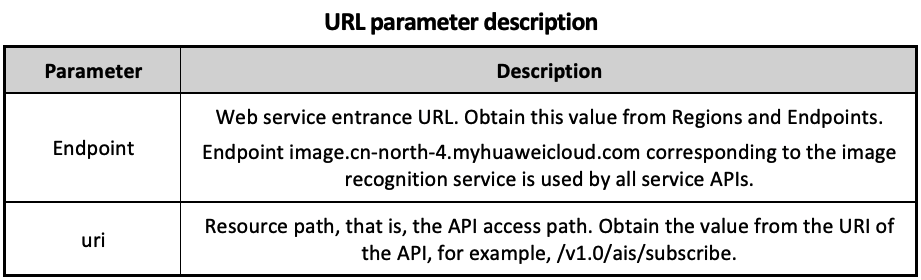 URL parameter description
Parameter
Description
Endpoint
Web service entrance URL. Obtain this value from Regions and Endpoints.
Endpoint image.cn-north-4.myhuaweicloud.com corresponding to the image
recognition service is used by all service APIs.
uri
Resource path, that is, the API access path. Obtain the value from the URI of
the API, for example, /v1.0/ais/subscribe.